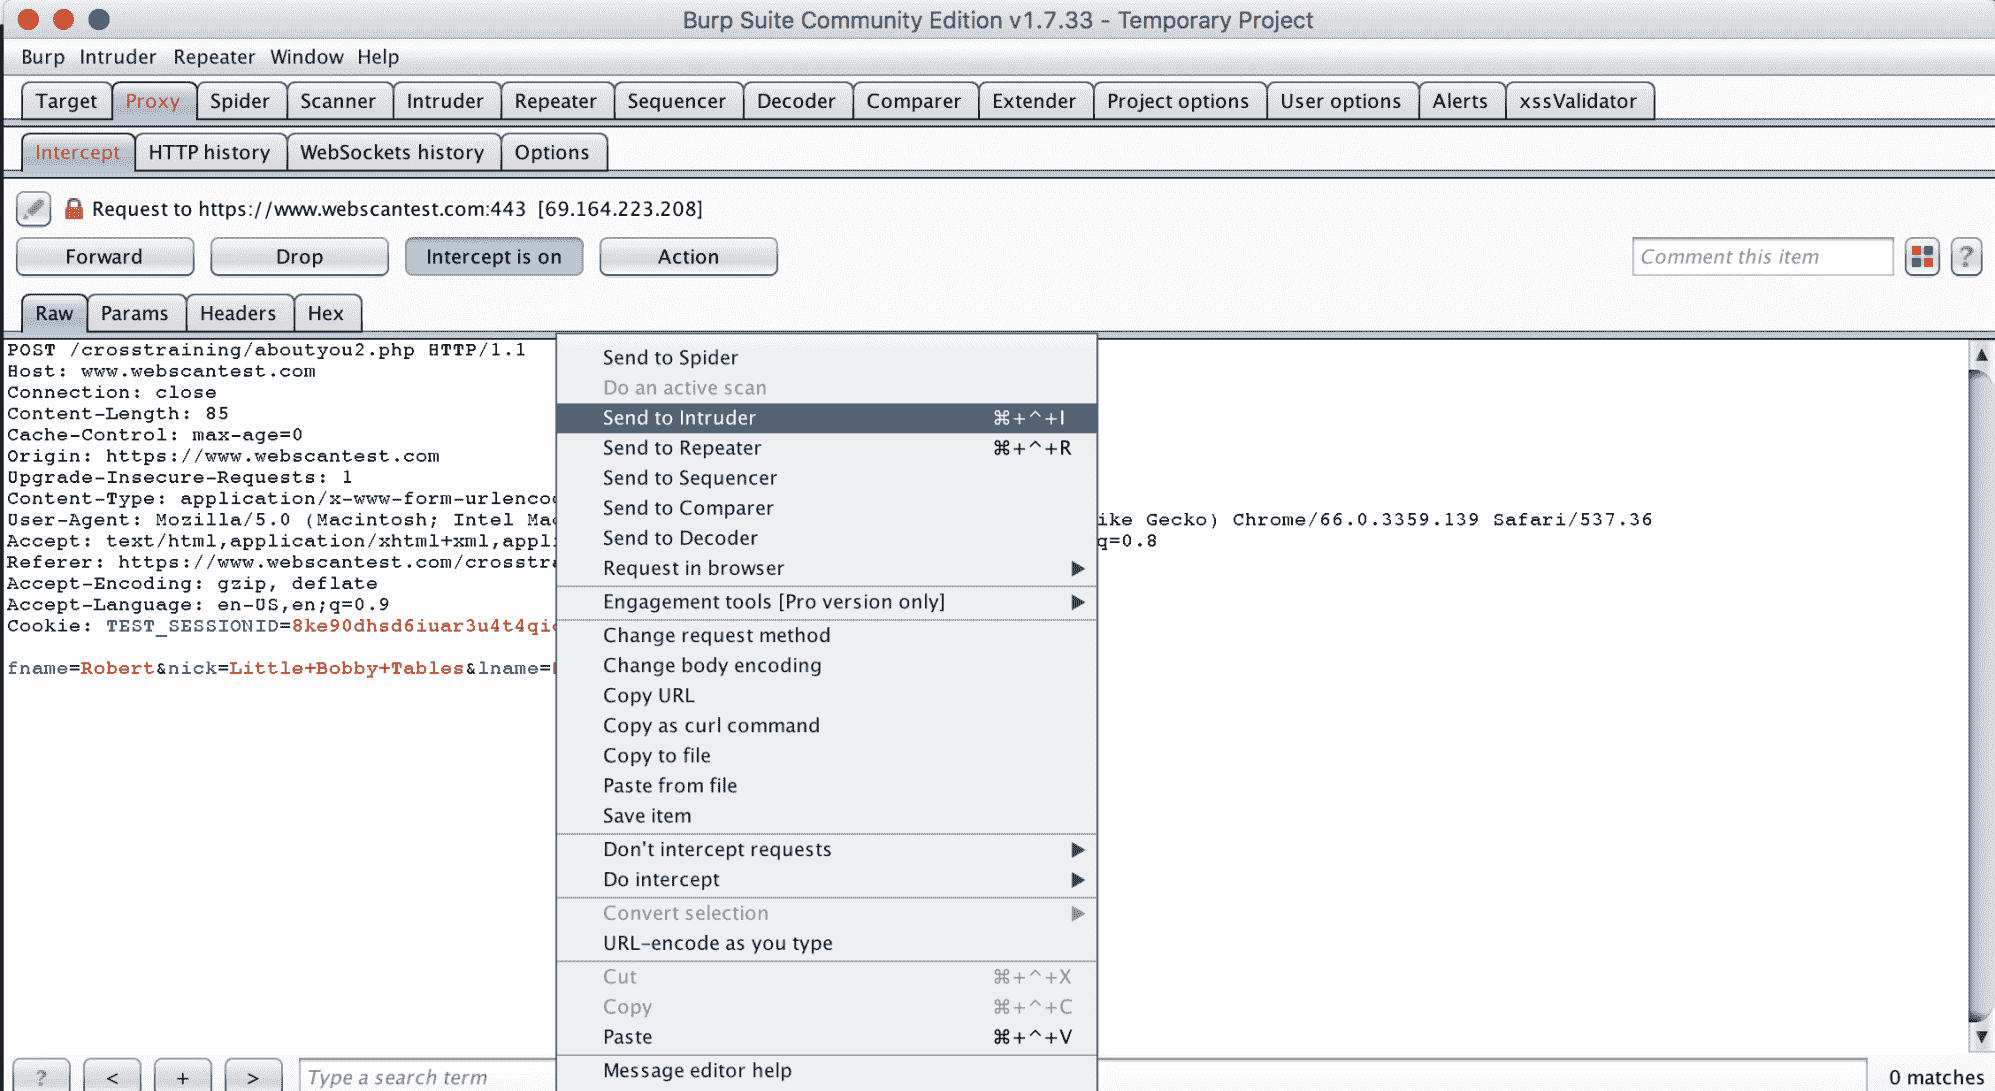 Burp Suite Community Edition v1.7.33 - Temporary Project
Burp Intruder Repeater Window Help
Target Proxy Spider Scanner Intruder Repeater Sequencer Decoder Comparer Extender Project options User options Alerts xssValidator
Intercept HTTP history WebSockets history Options
Request to https://www.webscantest.com:443 [69.164.223.208]
Forward Drop Intercept is on Action Comment this item ?
Raw Params Headers Hex
POST /crosstraining/aboutyou2.php HTTP/1.1
Host: www.webscantest.com
Connection: close
Content-Length: 85
Cache-Control: max-age=0
Origin: https://www.webscantest.com
Upgrade-Insecure-Requests: 1
Content-Type: application/x-www-form-urlenco
User-Agent: Mozilla/5.0 (Macintosh; Intel Ma ike Gecko) Chrome/66.0.3359.139 Safari/537.36
Accept: text/html,application/xhtml+xml,appl q=0.8
Referer: https://www.webscantest.com/crosstr
Accept-Encoding: gzip, deflate
Accept-Language: en-US,en;q=0.9
Cookie: TEST_SESSIONID=8ke90dhsd6iuar3u4t4qi
fname=Robert&nick=Little+Bobby+Tables&lname=
Send to Spider
Do an active scan
Send to Intruder ⌘+^+I
Send to Repeater ⌘+^+R
Send to Sequencer
Send to Comparer
Send to Decoder
Request in browser
Engagement tools [Pro version only]
Change request method
Change body encoding
Copy URL
Copy as curl command
Copy to file
Paste from file
Save item
Don't intercept requests
Do intercept
Convert selection
URL-encode as you type
Cut ⌘+^+X
Copy ⌘+^+C
Paste ⌘+^+V
Message editor help
? < + > Type a search term 0 matches